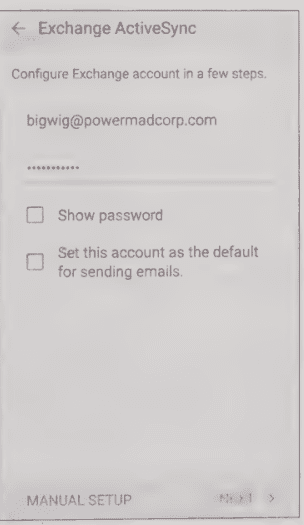 ← Exchange ActiveSync
Configure Exchange account in a few steps.
bigwig@powermadcorp.com
•••••••••••
Show password
Set this account as the default
for sending emails.
MANUAL SETUP NEXT >